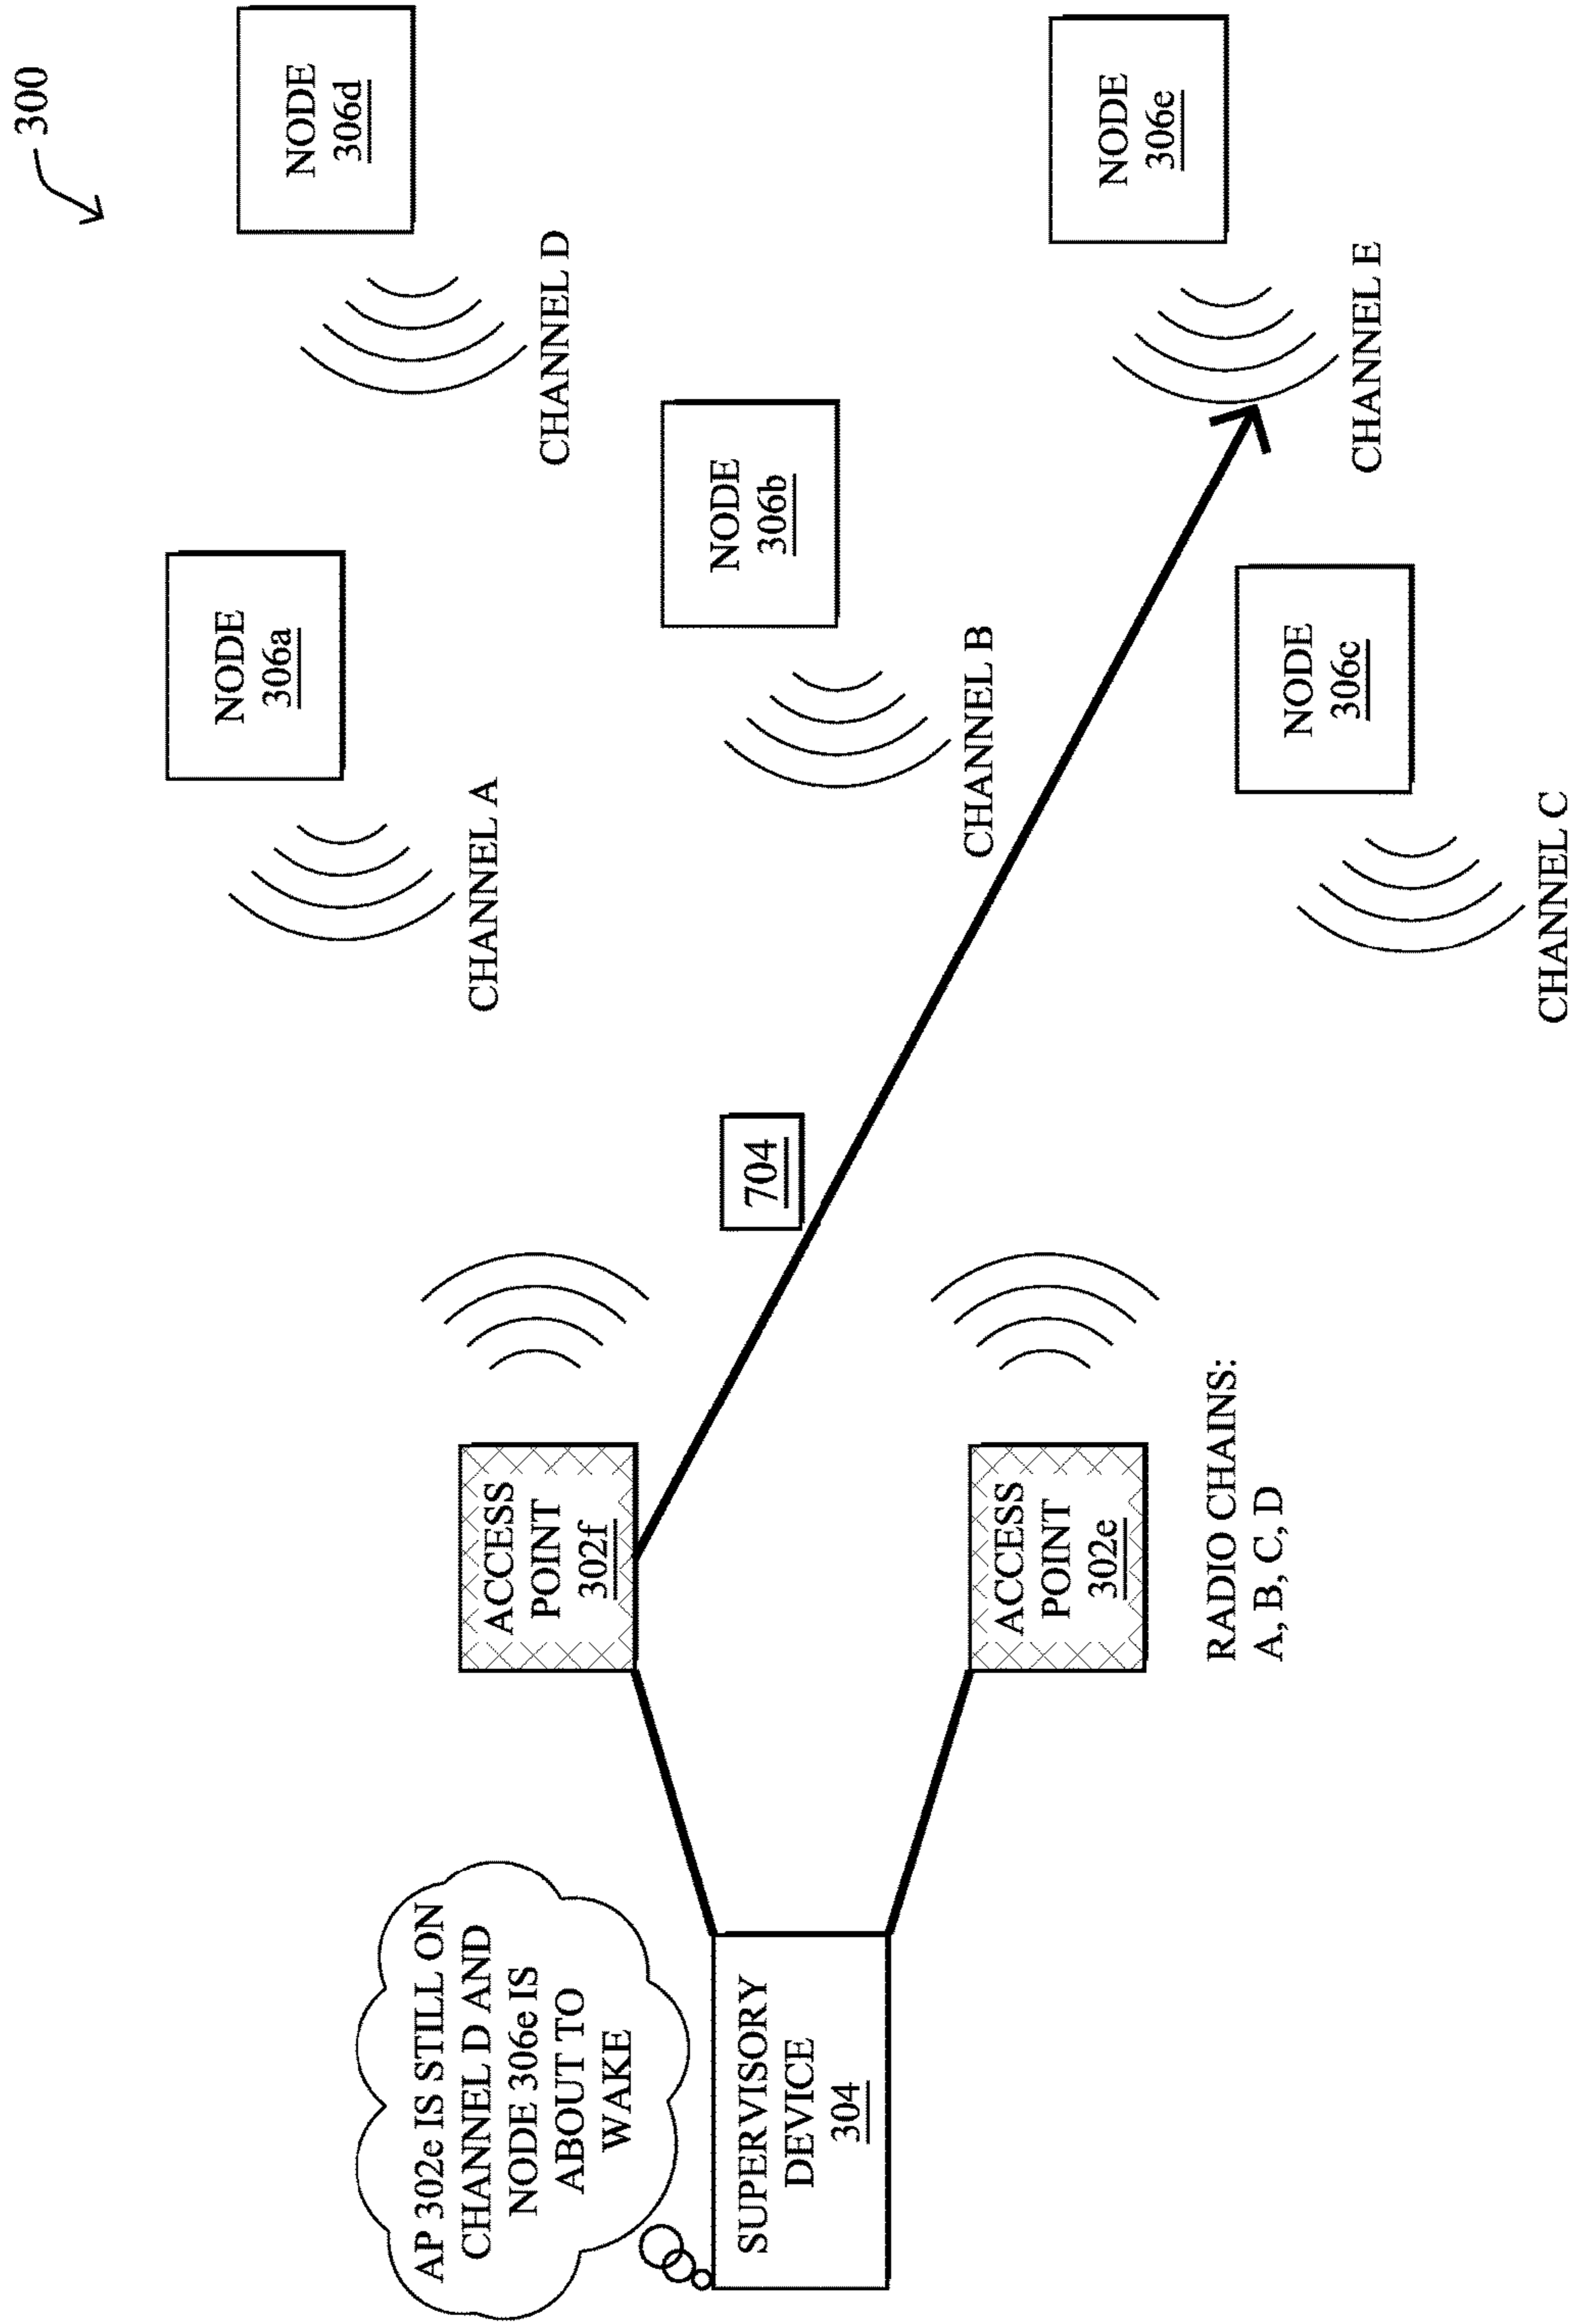 300
AP 302e IS STILL ON
CHANNEL D AND
NODE 306e IS
ABOUT TO
WAKE
SUPERVISORY
DEVICE
304
ACCESS
POINT
302f
ACCESS
POINT
302e
RADIO CHAINS:
A, B, C, D
704
NODE
306a
CHANNEL A
NODE
306d
CHANNEL D
NODE
306b
CHANNEL B
NODE
306e
CHANNEL E
NODE
306c
CHANNEL C